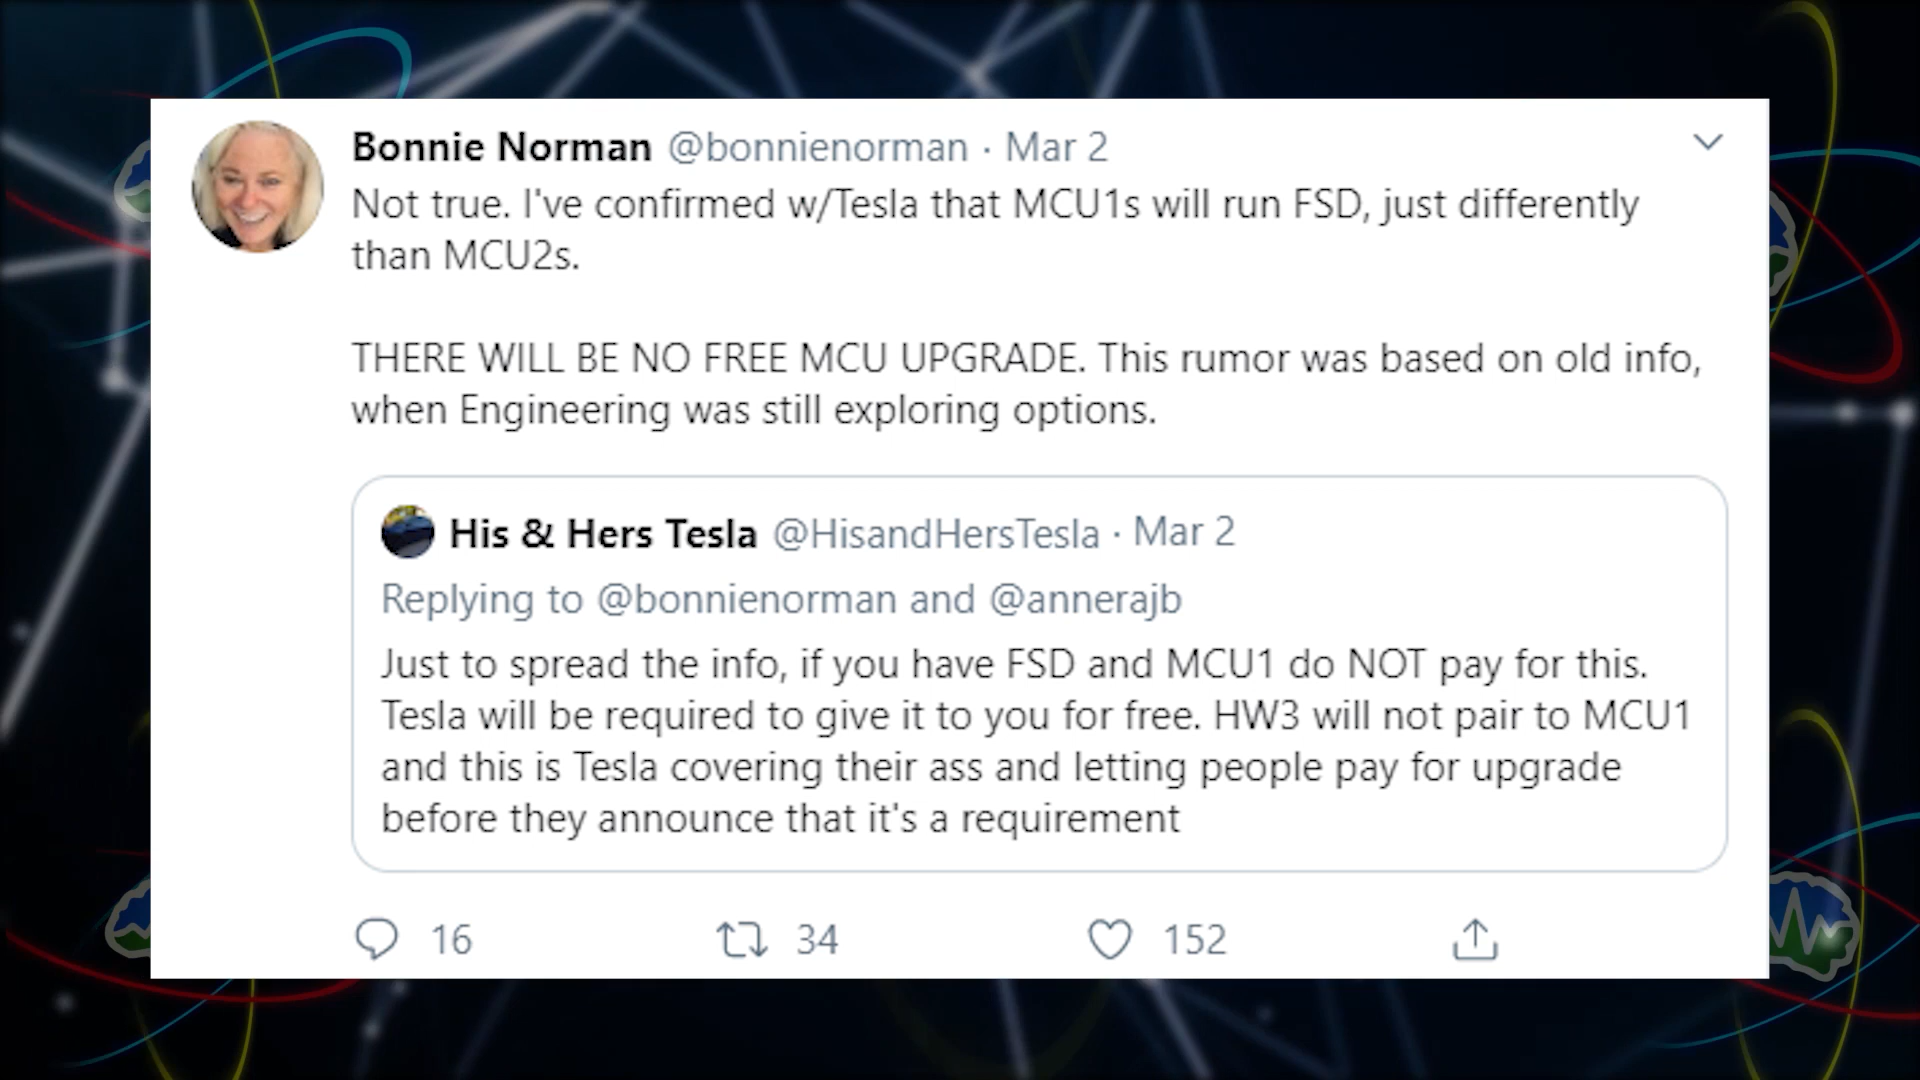 Bonnie Norman @bonnienorman · Mar 2
Not true. I've confirmed w/Tesla that MCU1s will run FSD, just differently
than MCU2s.
THERE WILL BE NO FREE MCU UPGRADE. This rumor was based on old info,
when Engineering was still exploring options.
His & Hers Tesla @HisandHersTesla · Mar 2
Replying to @bonnienorman and @annerajb
Just to spread the info, if you have FSD and MCU1 do NOT pay for this.
Tesla will be required to give it to you for free. HW3 will not pair to MCU1
and this is Tesla covering their ass and letting people pay for upgrade
before they announce that it's a requirement
16 34 152